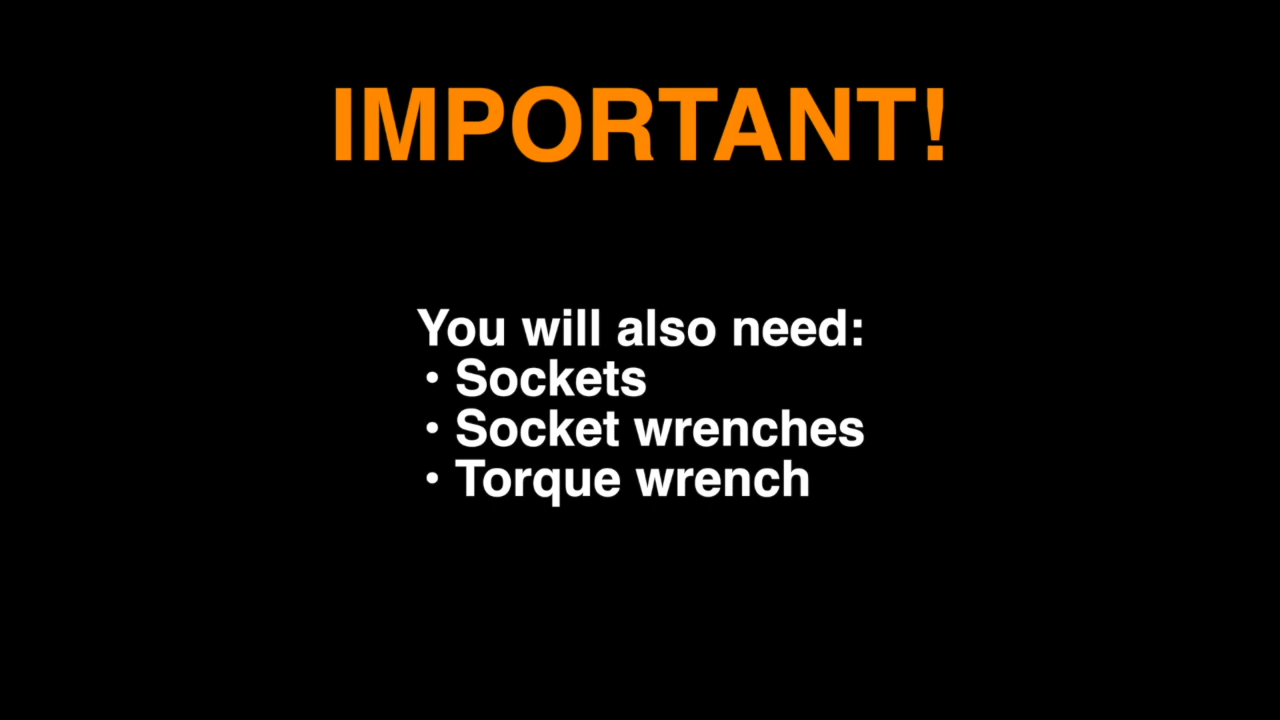 IMPORTANT!
You will also need:
• Sockets
• Socket wrenches
• Torque wrench